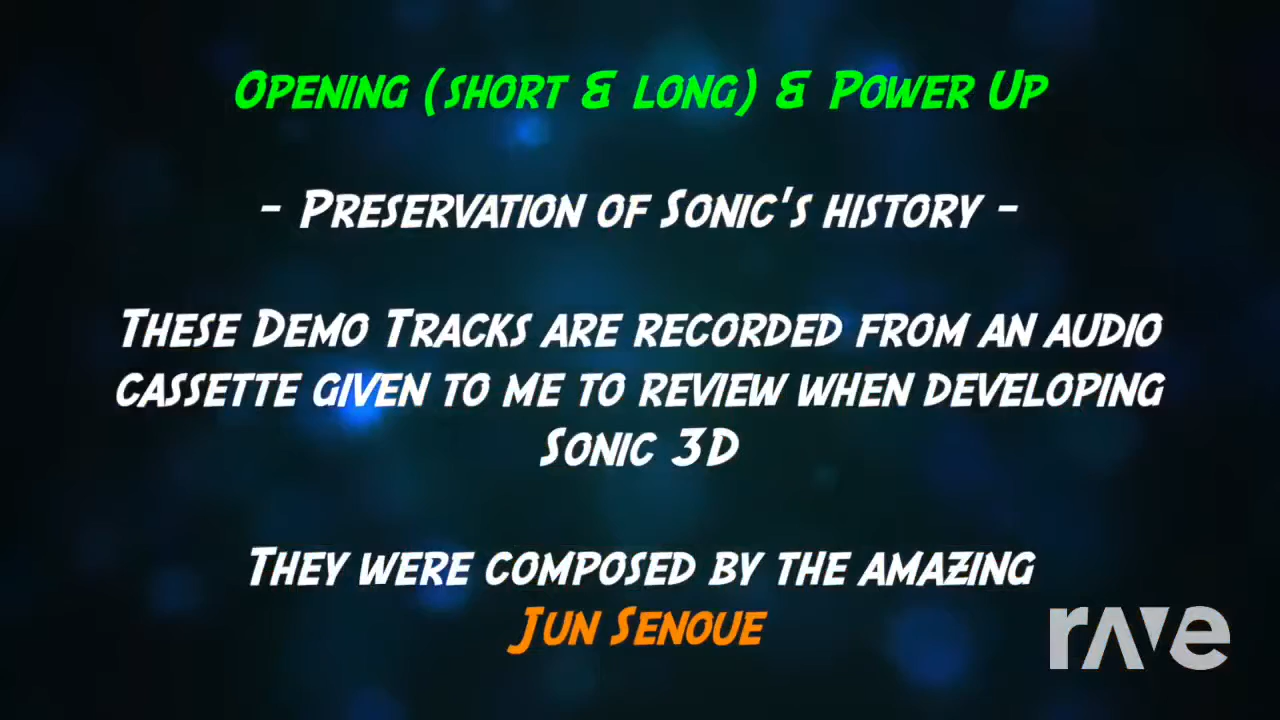 Opening (short & long) & Power Up
- Preservation of Sonic's history -
These Demo Tracks are recorded from an audio
cassette given to me to review when developing
Sonic 3D
They were composed by the amazing
Jun Senoue
rave